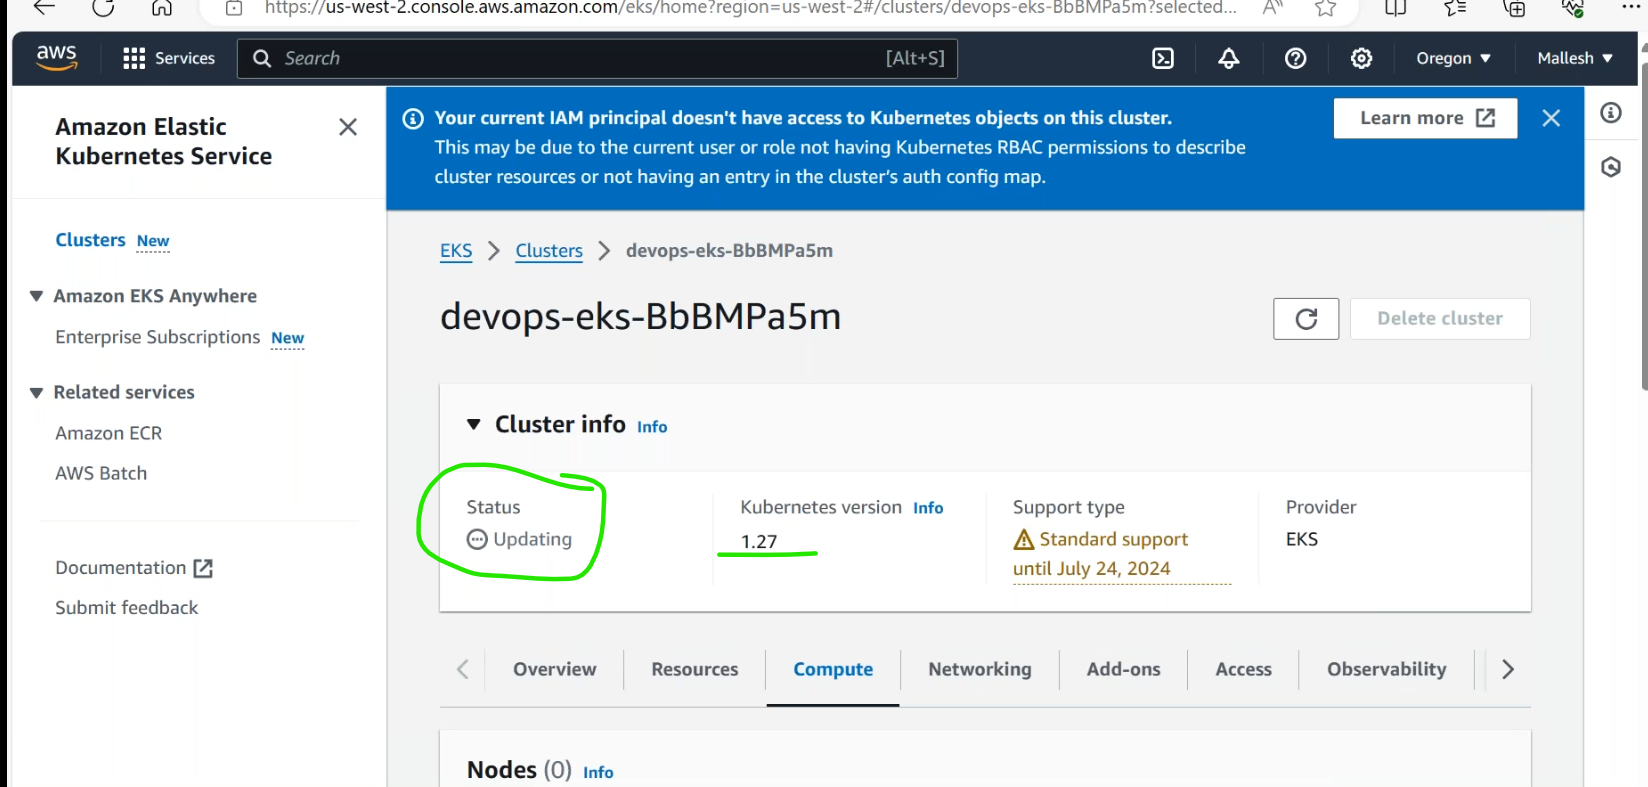 https://us-west-2.console.aws.amazon.com/eks/home?region=us-west-2#/clusters/devops-eks-BbBMPa5m?selected...
aws
Services
Search
[Alt+S]
Oregon
Mallesh
Amazon Elastic
Kubernetes Service
Clusters New
Amazon EKS Anywhere
Enterprise Subscriptions New
Related services
Amazon ECR
AWS Batch
Documentation
Submit feedback
Your current IAM principal doesn't have access to Kubernetes objects on this cluster.
This may be due to the current user or role not having Kubernetes RBAC permissions to describe
cluster resources or not having an entry in the cluster’s auth config map.
Learn more
EKS > Clusters > devops-eks-BbBMPa5m
devops-eks-BbBMPa5m
Delete cluster
Cluster info Info
Status
Updating
Kubernetes version Info
1.27
Support type
Standard support
until July 24, 2024
Provider
EKS
Overview
Resources
Compute
Networking
Add-ons
Access
Observability
Nodes (0) Info